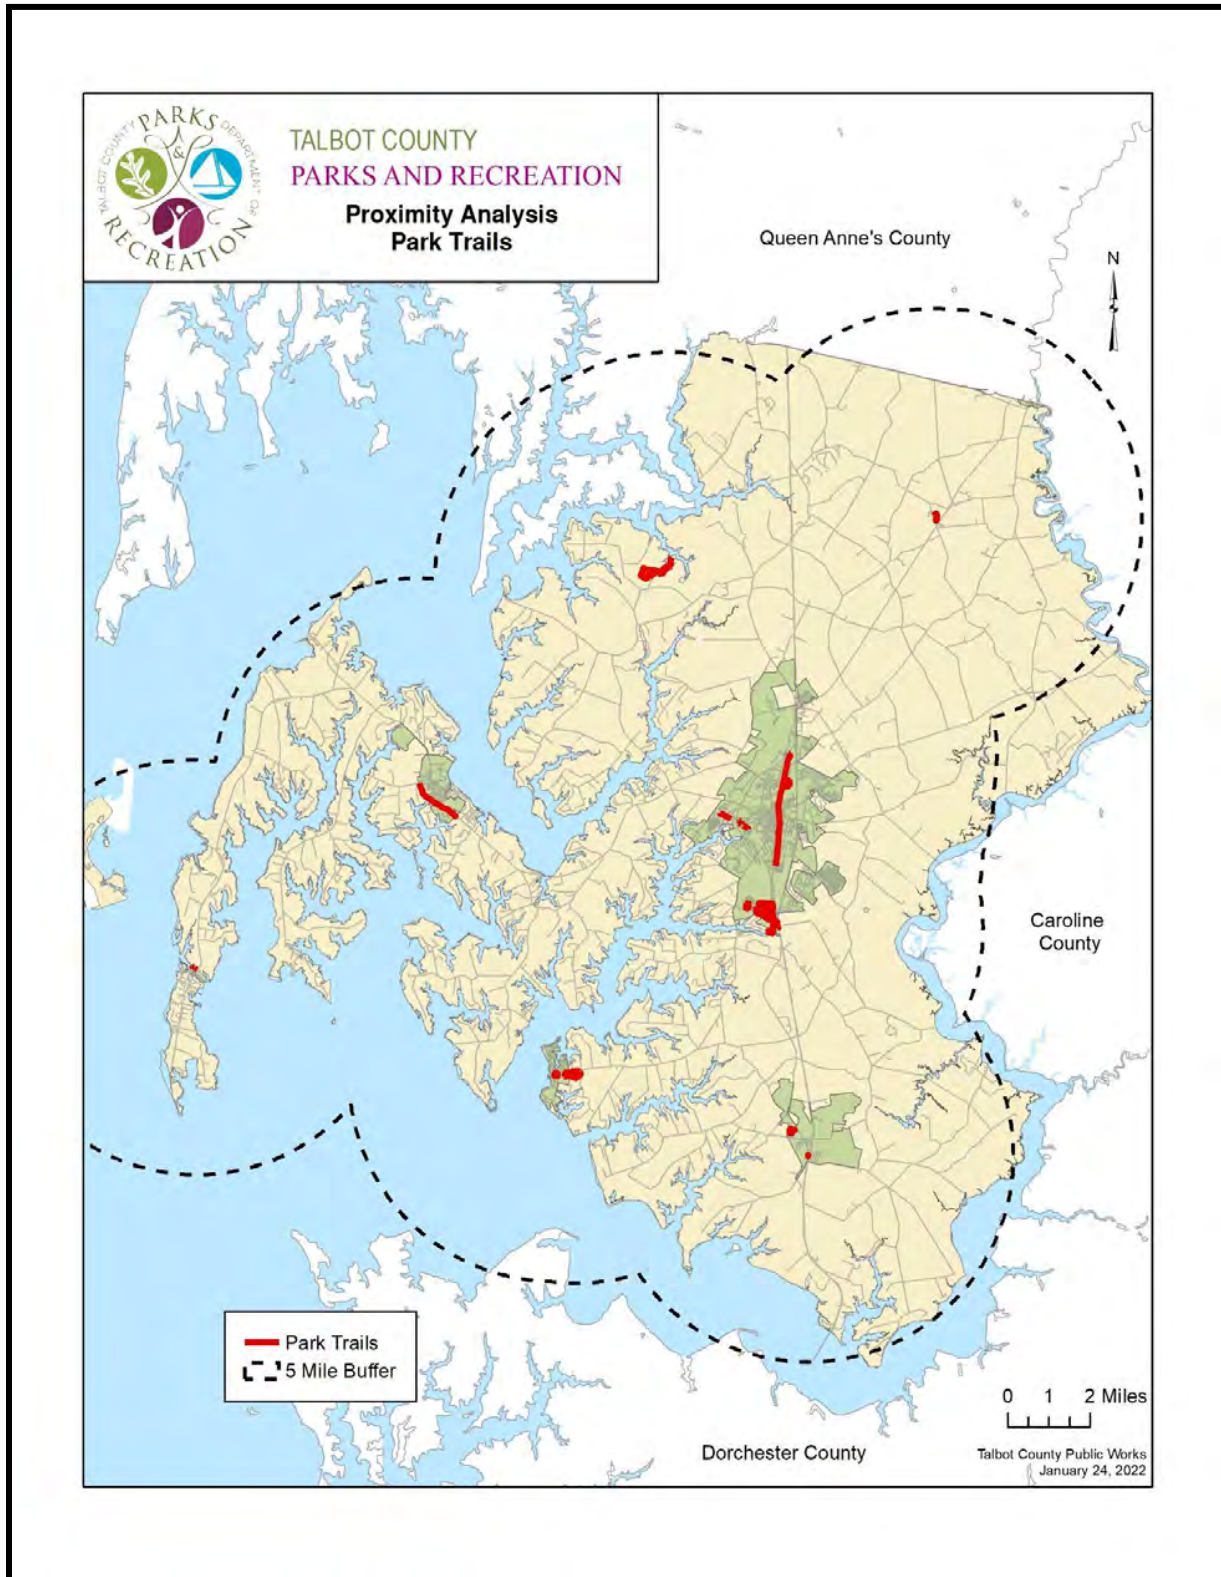 TALBOT COUNTY PARKS & RECREATION DEPARTMENT OF
TALBOT COUNTY
PARKS AND RECREATION
Proximity Analysis
Park Trails
Queen Anne's County
N
Caroline
County
Park Trails
5 Mile Buffer
0 1 2 Miles
Dorchester County
Talbot County Public Works
January 24, 2022